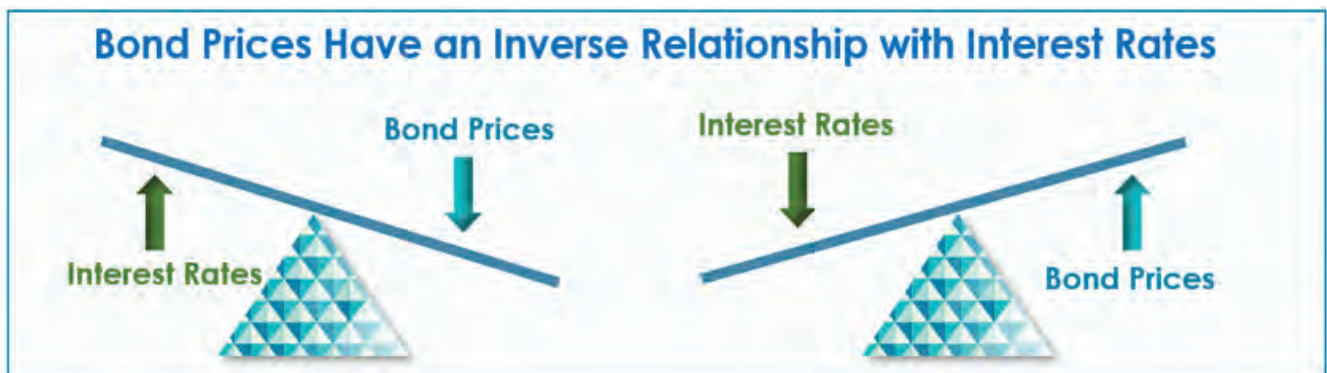 Bond Prices Have an Inverse Relationship with Interest Rates
Bond Prices
Interest Rates
Interest Rates
Bond Prices